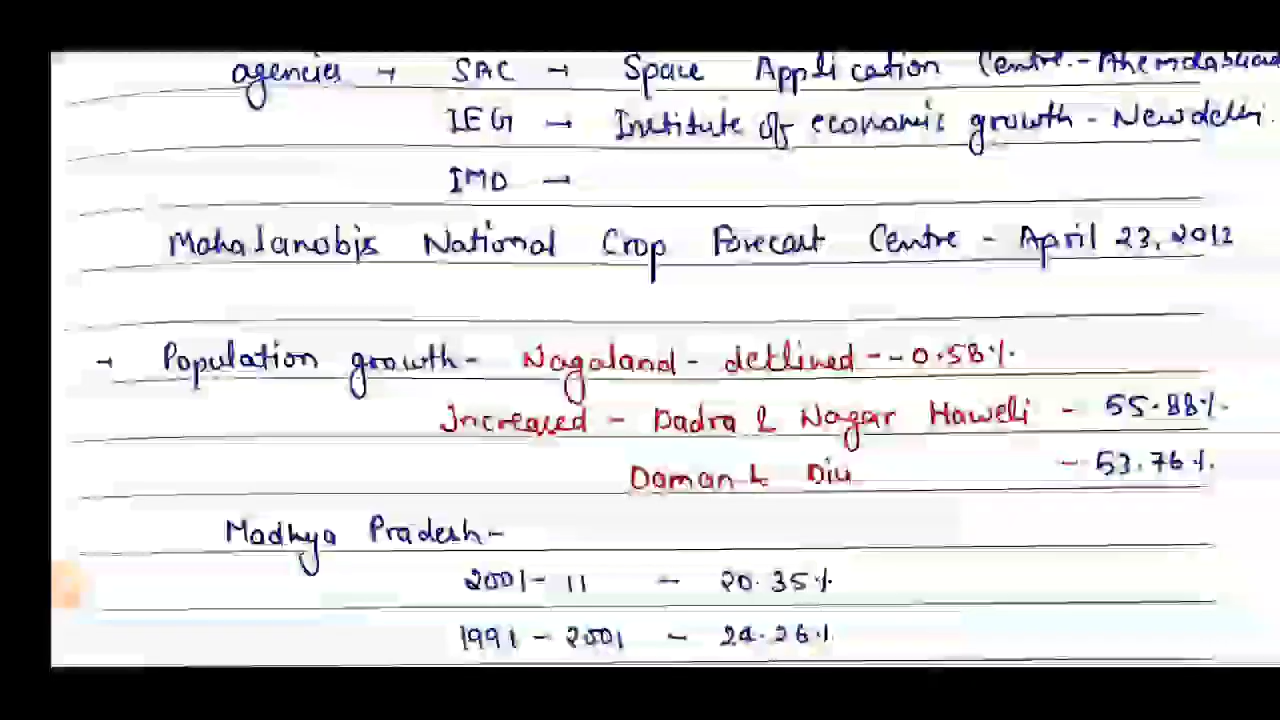 agencies → SAC → Space Application Centre.- Ahemdabad
IEG → Institute of economic growth - Newdelhi.
IMD →
Mahalanobis National Crop Forecast Centre - April 23, 2012
→ Population growth- Nagaland - declined - -0.58%.
Increased - Dadra & Nagar Haweli - 55.88%.
Daman & Diu - 53.76%.
Madhya Pradesh-
2001- 11 - 20.35%
1991 - 2001 - 24.26%